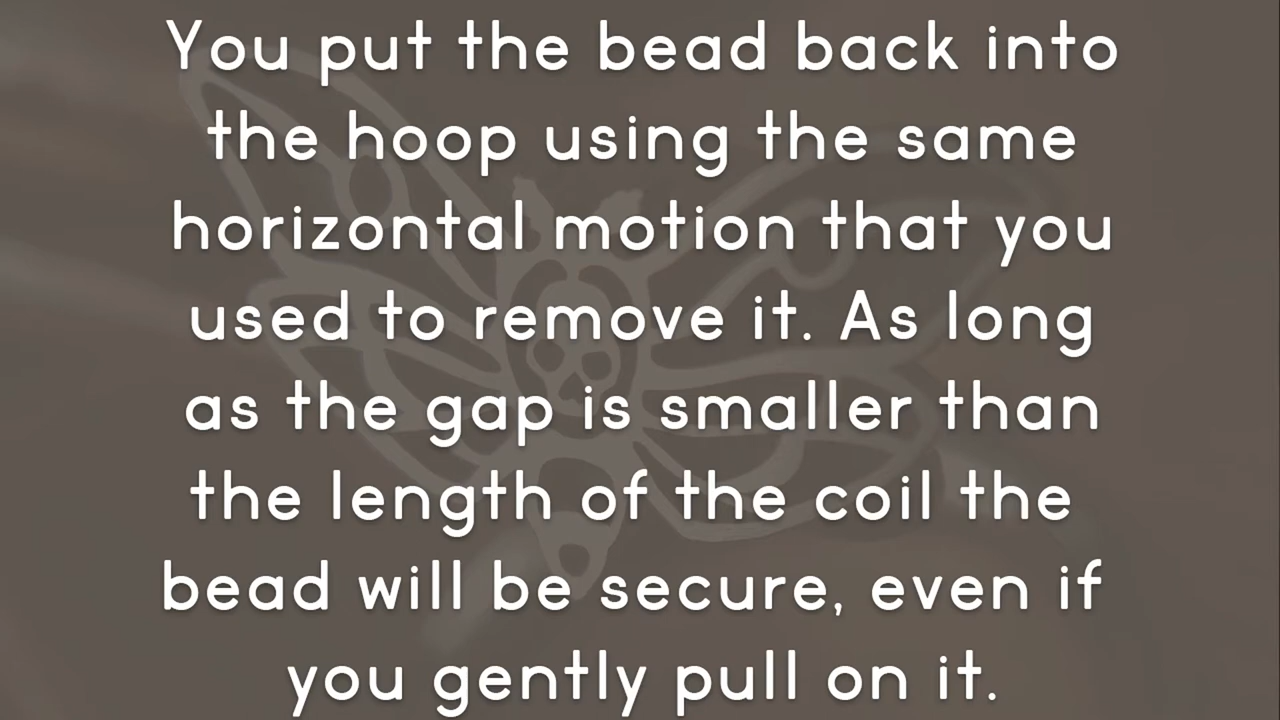 You put the bead back into
the hoop using the same
horizontal motion that you
used to remove it. As long
as the gap is smaller than
the length of the coil the
bead will be secure, even if
you gently pull on it.